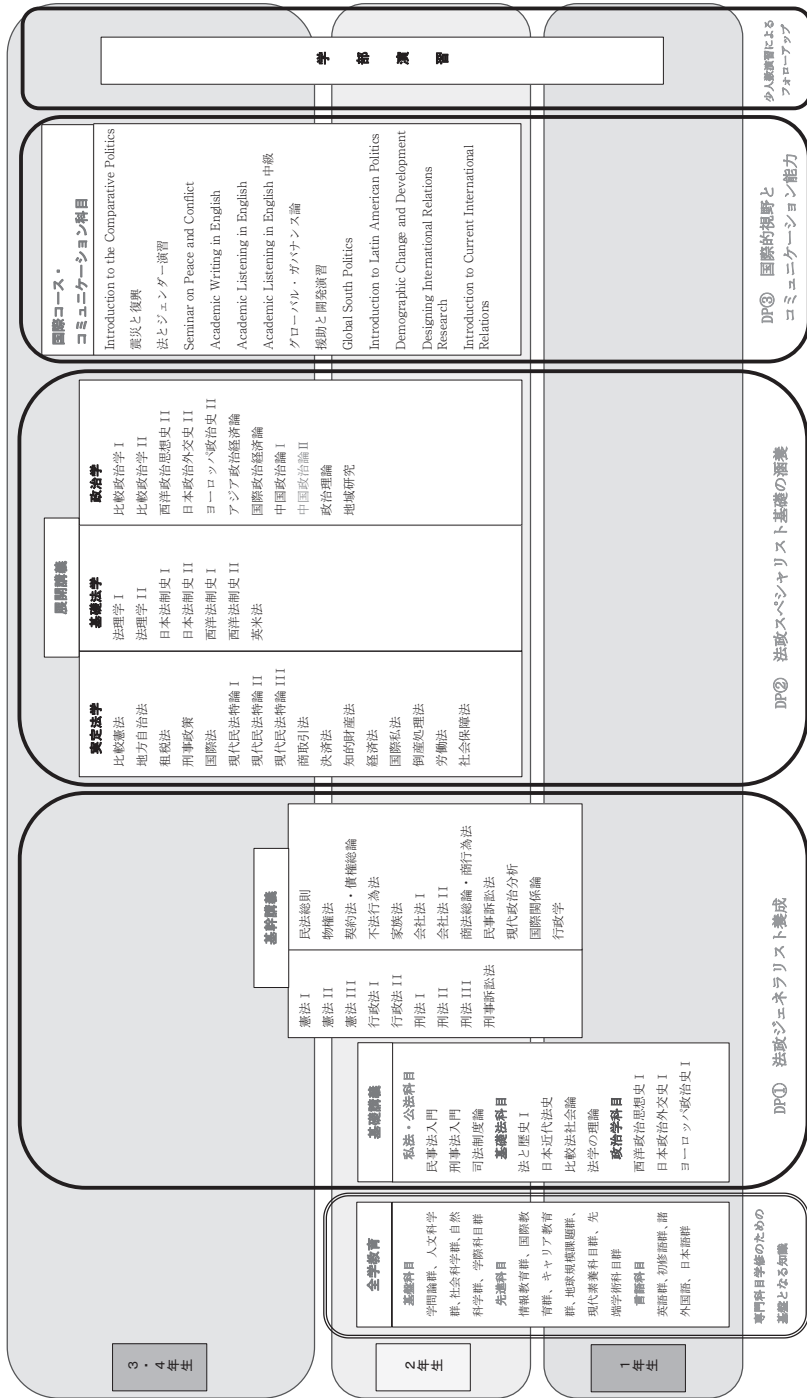 3・4年生
2年生
1年生
全学教育
基盤科目
学問論群、人文科学
群、社会科学群、自然
科学群、学際科目群
先進科目
情報教育群、国際教
育群、キャリア教育
群、地球規模課題群、
現代素養科目群、先
端学術科目群
言語科目
英語群、初修語群、諸
外国語、日本語群
専門科目学修のための
基盤となる知識
基礎講義
私法・公法科目
民事法入門
刑事法入門
司法制度論
基礎法科目
法と歴史 I
日本近代法史
比較法社会論
法学の理論
政治学科目
西洋政治思想史 I
日本政治外交史 I
ヨーロッパ政治史 I
基幹講義
憲法 I
憲法 II
憲法 III
行政法 I
行政法 II
刑法 I
刑法 II
刑法 III
刑事訴訟法
民法総則
物権法
契約法・債権総論
不法行為法
家族法
会社法 I
会社法 II
商法総論・商行為法
民事訴訟法
現代政治分析
国際関係論
行政学
DP① 法政ジェネラリスト養成
展開講義
実定法学
比較憲法
地方自治法
租税法
刑事政策
国際法
現代民法特論 I
現代民法特論 II
現代民法特論 III
商取引法
決済法
知的財産法
経済法
国際私法
倒産処理法
労働法
社会保障法
基礎法学
法理学 I
法理学 II
日本法制史 I
日本法制史 II
西洋法制史 I
西洋法制史 II
英米法
政治学
比較政治学 I
比較政治学 II
西洋政治思想史 II
日本政治外交史 II
ヨーロッパ政治史 II
アジア政治経済論
国際政治経済論
中国政治論 I
中国政治論 II
政治理論
地域研究
DP② 法政スペシャリスト基礎の涵養
国際コース・
コミュニケーション科目
Introduction to the Comparative Politics
震災と復興
法とジェンダー演習
Seminar on Peace and Conflict
Academic Writing in English
Academic Listening in English
Academic Listening in English 中級
グローバル・ガバナンス論
援助と開発演習
Global South Politics
Introduction to Latin American Politics
Demographic Change and Development
Designing International Relations
Research
Introduction to Current International
Relations
DP③ 国際的視野と
コミュニケーション能力
学部演習
少人数演習による
フォローアップ